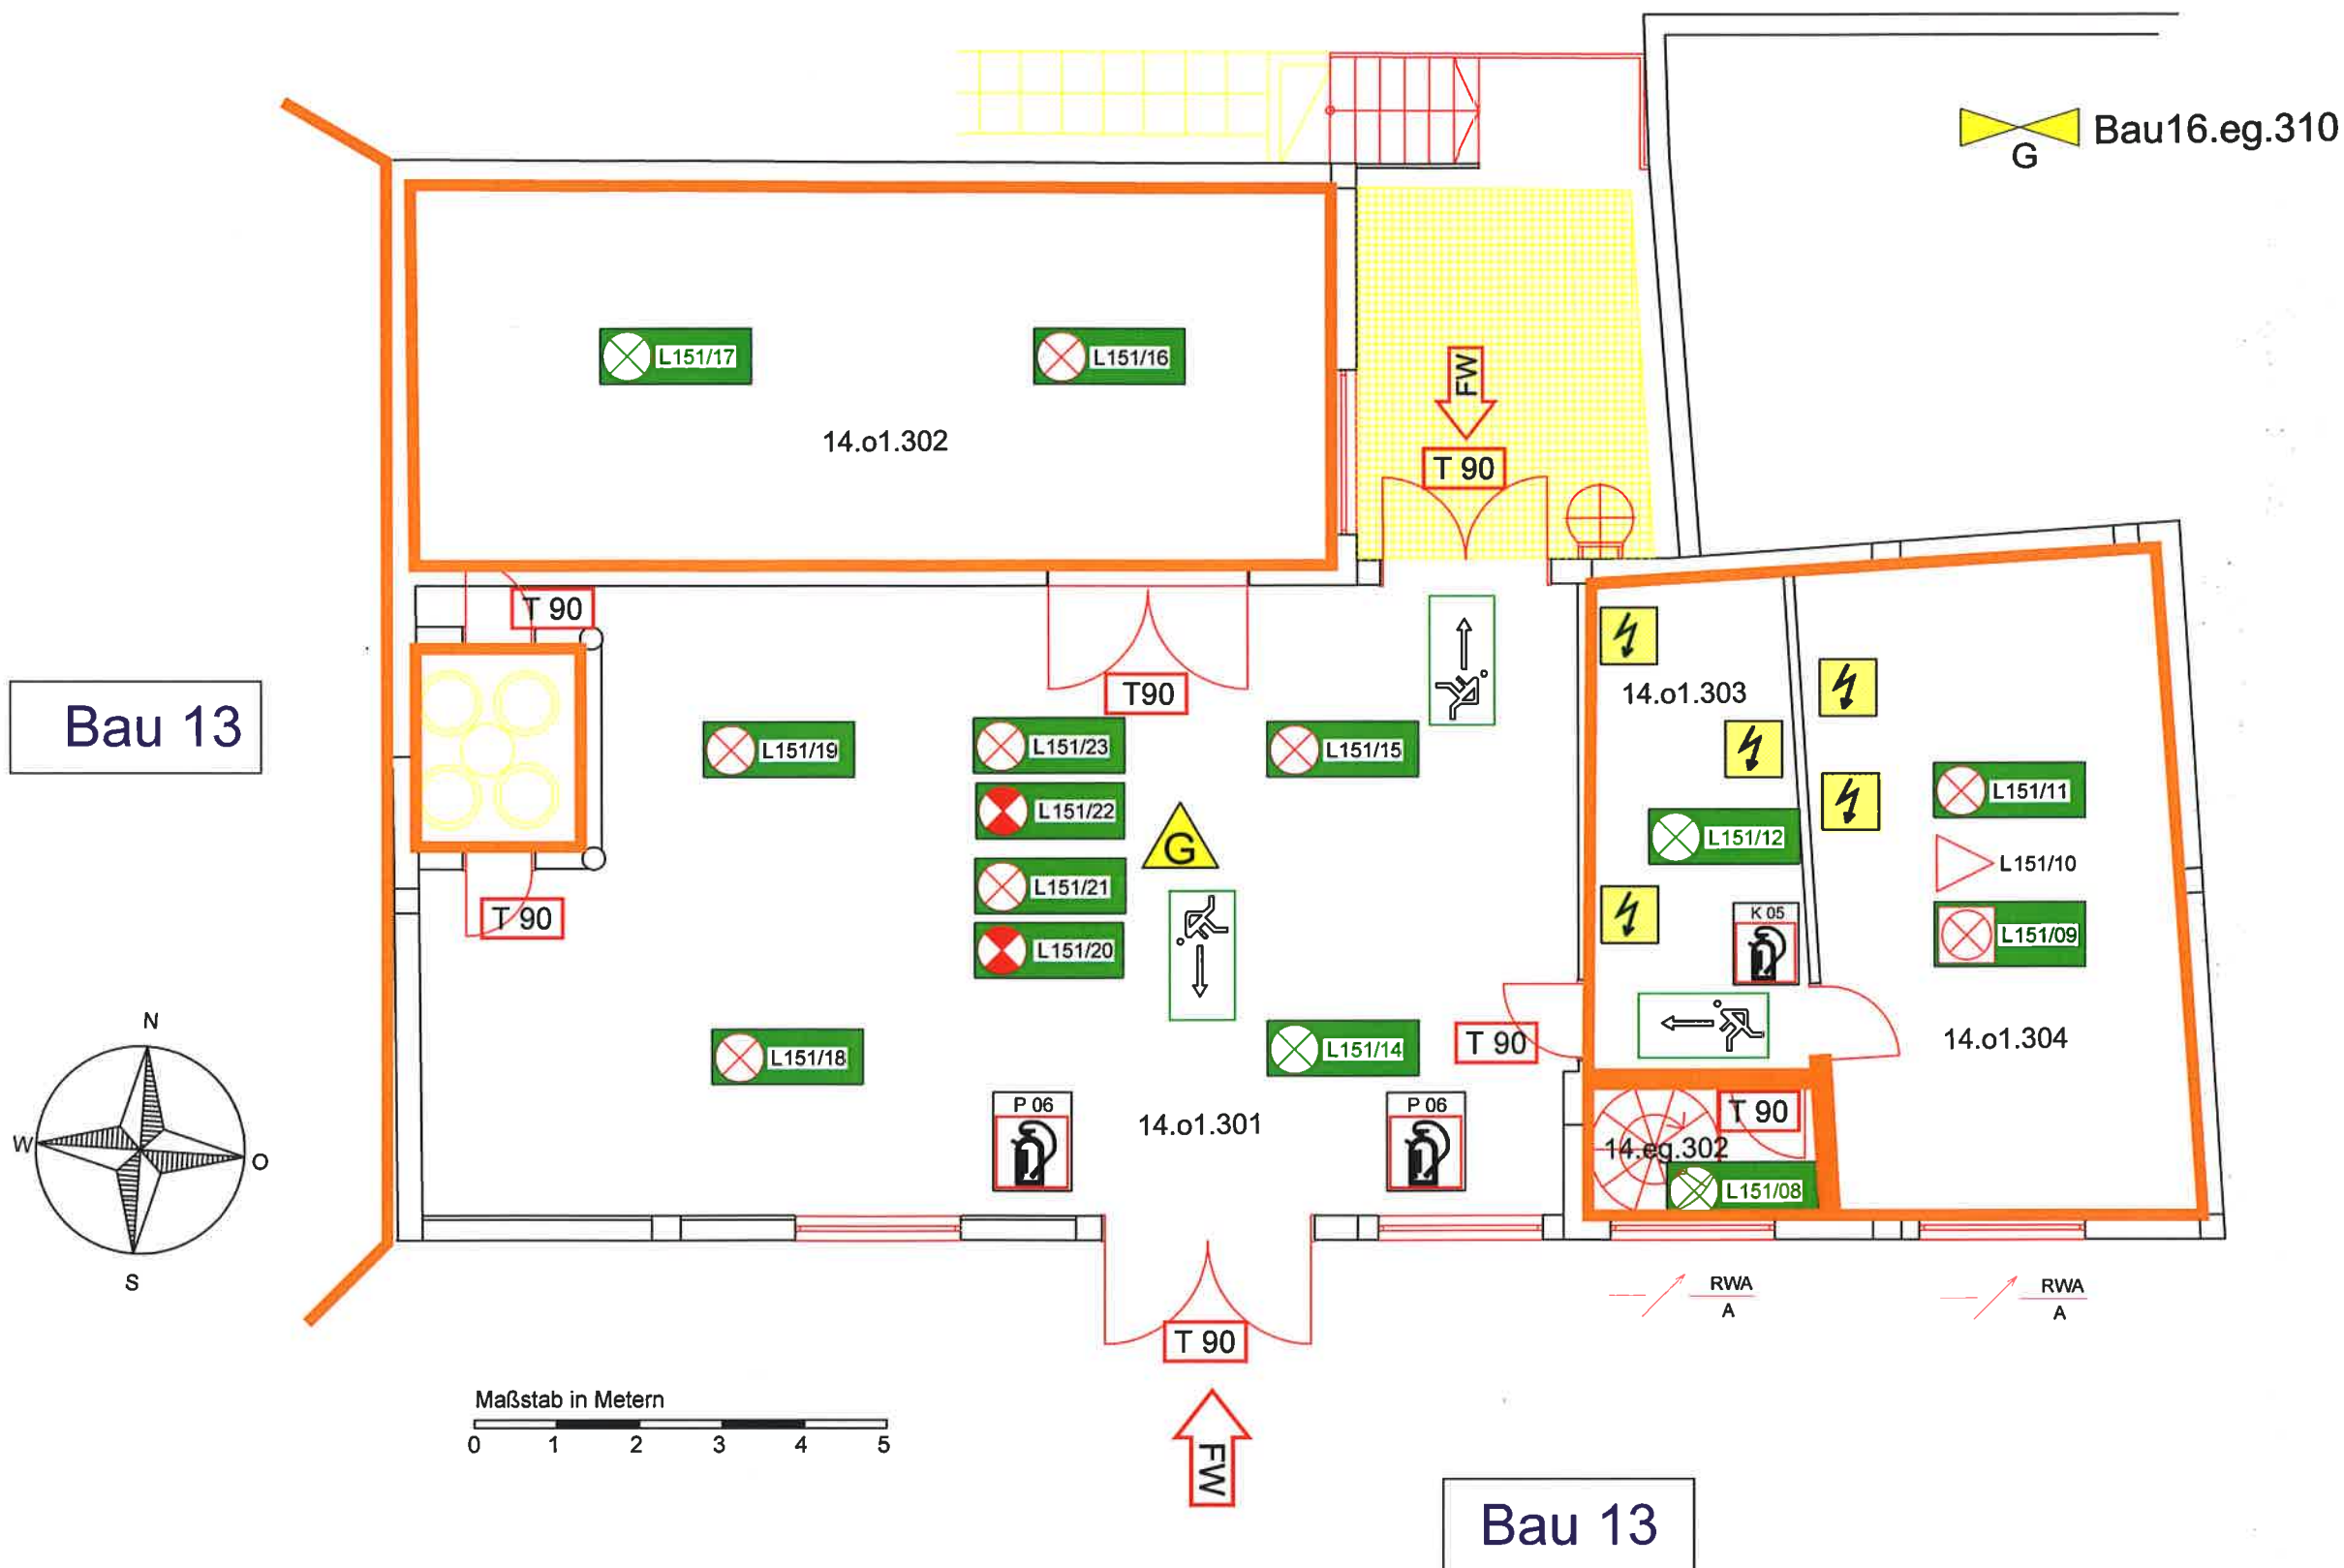 Bau16.eg.310
G
L151/17
L151/16
FW
14.o1.302
T 90
T 90
T90
14.o1.303
Bau 13
L151/19
L151/23
L151/15
L151/22
G
L151/11
L151/12
L151/10
L151/21
T 90
L151/20
K 05
L151/09
N
W
O
S
L151/18
L151/14
T 90
14.o1.304
P 06
14.o1.301
P 06
T 90
14.eg.302
L151/08
RWA
A
RWA
A
T 90
Maßstab in Metern
0 1 2 3 4 5
FW
Bau 13